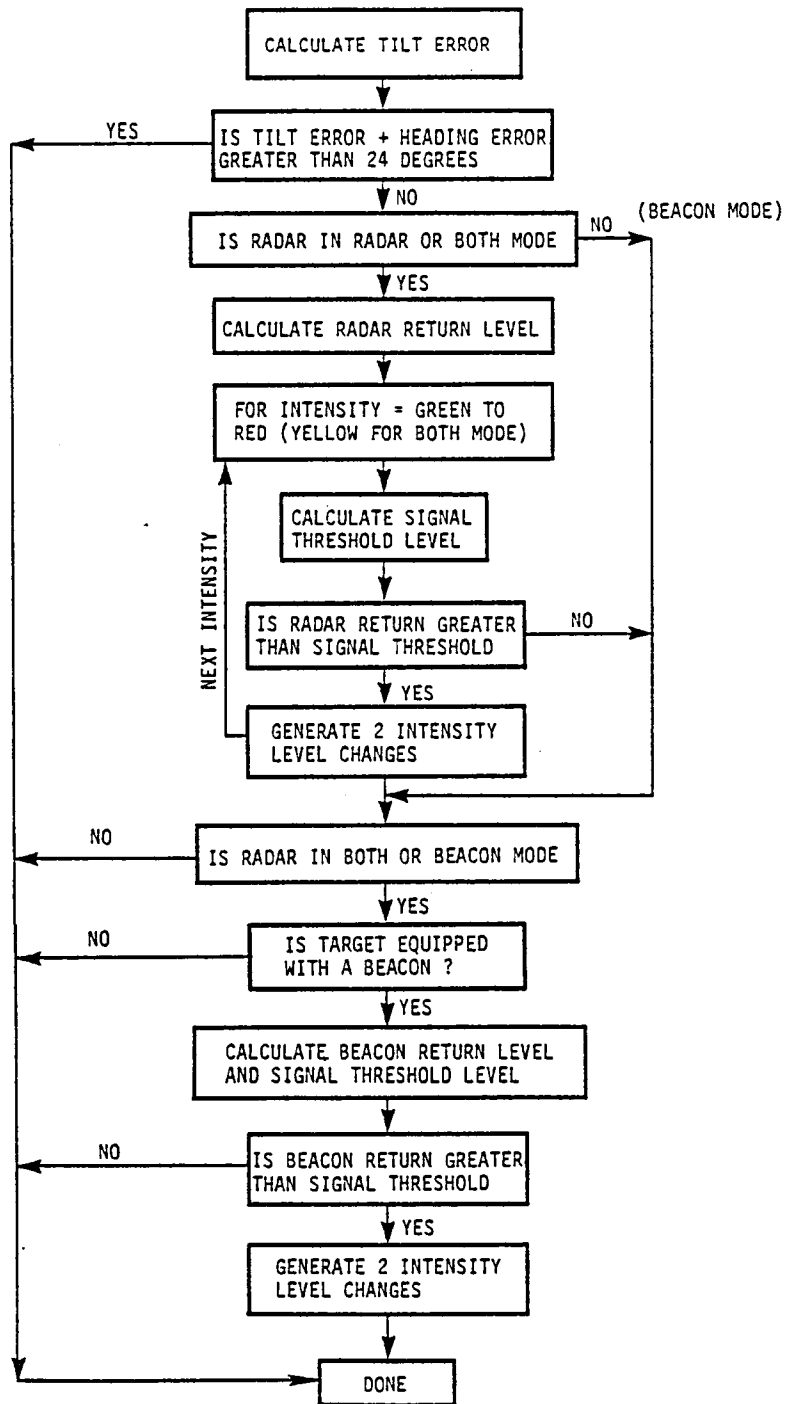 CALCULATE TILT ERROR
YES
IS TILT ERROR + HEADING ERROR
GREATER THAN 24 DEGREES
NO
(BEACON MODE)
IS RADAR IN RADAR OR BOTH MODE
NO
YES
CALCULATE RADAR RETURN LEVEL
FOR INTENSITY = GREEN TO
RED (YELLOW FOR BOTH MODE)
CALCULATE SIGNAL
THRESHOLD LEVEL
NEXT INTENSITY
IS RADAR RETURN GREATER
THAN SIGNAL THRESHOLD
NO
YES
GENERATE 2 INTENSITY
LEVEL CHANGES
NO
IS RADAR IN BOTH OR BEACON MODE
YES
NO
IS TARGET EQUIPPED
WITH A BEACON ?
YES
CALCULATE BEACON RETURN LEVEL
AND SIGNAL THRESHOLD LEVEL
NO
IS BEACON RETURN GREATER
THAN SIGNAL THRESHOLD
YES
GENERATE 2 INTENSITY
LEVEL CHANGES
DONE